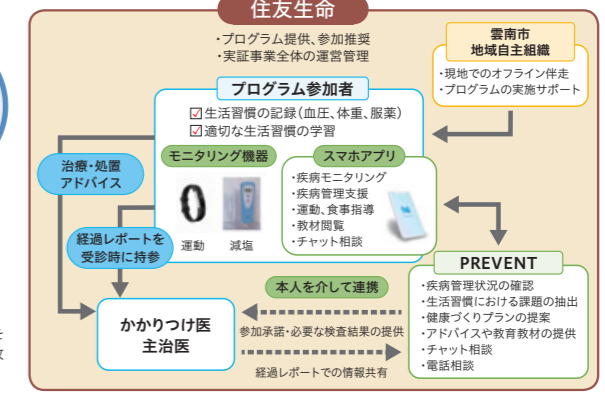 住友生命
・プログラム提供、参加推奨
・実証事業全体の運営管理
雲南市
地域自主組織
・現地でのオフライン伴走
・プログラムの実施サポート
プログラム参加者
☑生活習慣の記録(血圧、体重、服薬)
☑適切な生活習慣の学習
モニタリング機器
運動 減塩
スマホアプリ
・疾病モニタリング
・疾病管理支援
・運動、食事指導
・教材閲覧
・チャット相談
治療・処置
アドバイス
経過レポートを
受診時に持参
かかりつけ医
主治医
本人を介して連携
参加承諾・必要な検査結果の提供
経過レポートでの情報共有
PREVENT
・疾病管理状況の確認
・生活習慣における課題の抽出
・健康づくりプランの提案
・アドバイスや教育教材の提供
・チャット相談
・電話相談